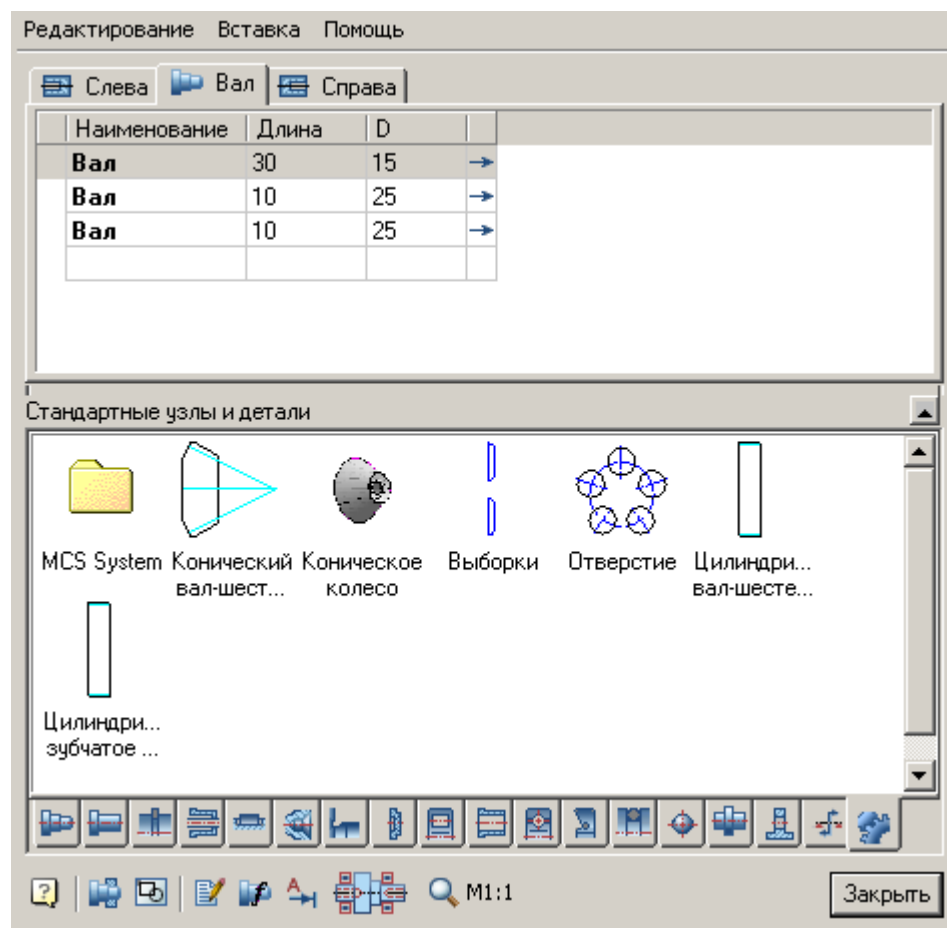 Редактирование Вставка Помощь
Слева Вал Справа
Наименование Длина D
Вал 30 15
Вал 10 25
Вал 10 25
Стандартные узлы и детали
MCS System Конический Коническое Выборки Отверстие Цилиндри...
вал-шест... колесо вал-шесте...
Цилиндри...
зубчатое ...
M1:1 Закрыть